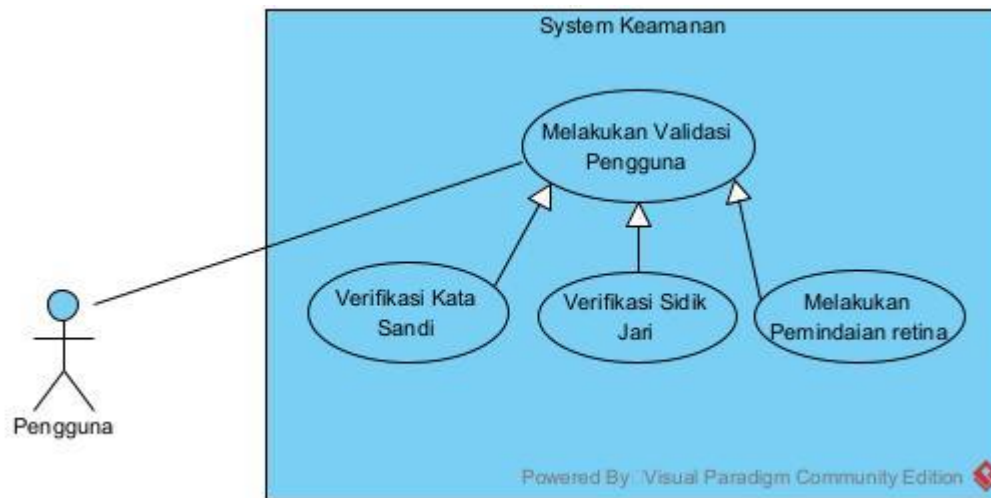 System Keamanan
Melakukan Validasi
Pengguna
Verifikasi Kata
Sandi
Verifikasi Sidik
Jari
Melakukan
Pemindaian retina
Pengguna
Powered By: Visual Paradigm Community Edition